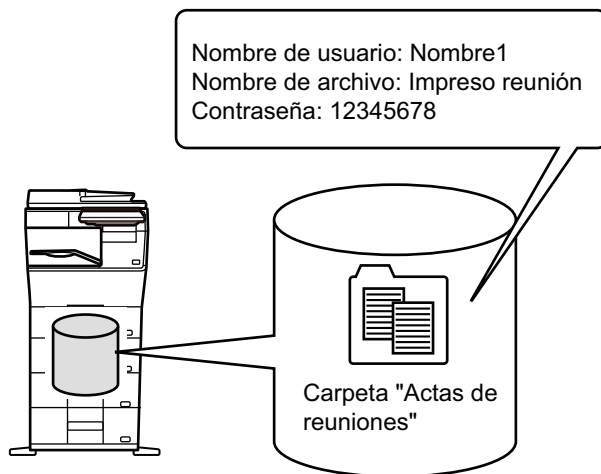 Nombre de usuario: Nombre1
Nombre de archivo: Impreso reunión
Contraseña: 12345678
Carpeta "Actas de
reuniones"